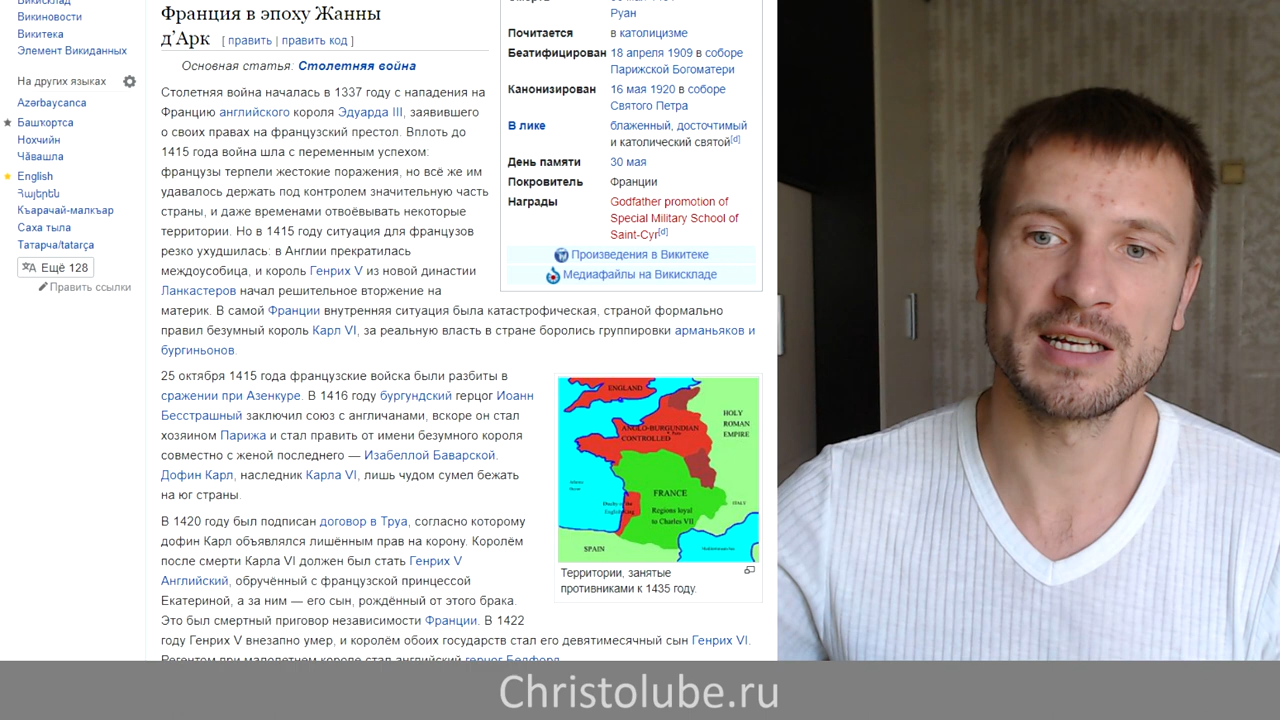 Викисклад
Викиновости
Викитека
Элемент Викиданных
На других языках
Azərbaycanca
Башҡортса
Нохчийн
Чӑвашла
English
Հայերեն
Къарачай-малкъар
Саха тыла
Татарча/tatarça
Ещё 128
Править ссылки
Франция в эпоху Жанны
д’Арк [ править | править код ]
Основная статья: Столетняя война
Столетняя война началась в 1337 году с нападения на
Францию английского короля Эдуарда III, заявившего
о своих правах на французский престол. Вплоть до
1415 года война шла с переменным успехом:
французы терпели жестокие поражения, но всё же им
удавалось держать под контролем значительную часть
страны, и даже временами отвоёвывать некоторые
территории. Но в 1415 году ситуация для французов
резко ухудшилась: в Англии прекратилась
междоусобица, и король Генрих V из новой династии
Ланкастеров начал решительное вторжение на
материк. В самой Франции внутренняя ситуация была катастрофическая, страной формально
правил безумный король Карл VI, за реальную власть в стране боролись группировки арманьяков и
бургиньонов.
25 октября 1415 года французские войска были разбиты в
сражении при Азенкуре. В 1416 году бургундский герцог Иоанн
Бесстрашный заключил союз с англичанами, вскоре он стал
хозяином Парижа и стал править от имени безумного короля
совместно с женой последнего — Изабеллой Баварской.
Дофин Карл, наследник Карла VI, лишь чудом сумел бежать
на юг страны.
В 1420 году был подписан договор в Труа, согласно которому
дофин Карл объявлялся лишённым прав на корону. Королём
после смерти Карла VI должен был стать Генрих V
Английский, обручённый с французской принцессой
Екатериной, а за ним — его сын, рождённый от этого брака.
Это был смертный приговор независимости Франции. В 1422
году Генрих V внезапно умер, и королём обоих государств стал его девятимесячный сын Генрих VI.
Регентом при малолетнем короле стал английский герцог Бедфорд.
Руан
Почитается в католицизме
Беатифицирован 18 апреля 1909 в соборе
Парижской Богоматери
Канонизирован 16 мая 1920 в соборе
Святого Петра
В лике блаженный, досточтимый
и католический святой[d]
День памяти 30 мая
Покровитель Франции
Награды Godfather promotion of
Special Military School of
Saint-Cyr[d]
Произведения в Викитеке
Медиафайлы на Викискладе
ENGLAND
HOLY
ROMAN
EMPIRE
ANGLO-BURGUNDIAN
CONTROLLED
Paris
FRANCE
Regions loyal
to Charles VII
ITALY
SPAIN
Территории, занятые
противниками к 1435 году.
Christolube.ru